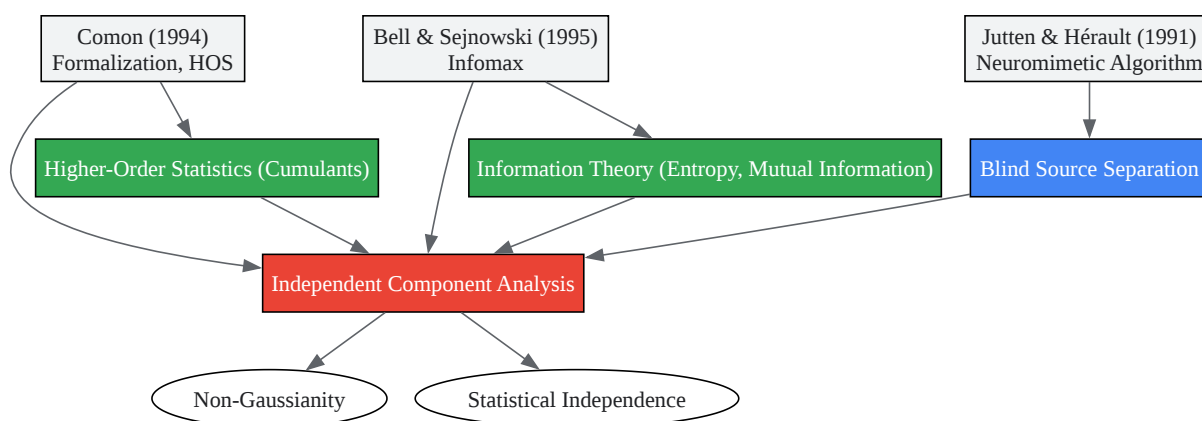 Comon (1994)
Formalization, HOS
Bell & Sejnowski (1995)
Infomax
Jutten & Hérault (1991)
Neuromimetic Algorithm
Higher-Order Statistics (Cumulants)
Information Theory (Entropy, Mutual Information)
Blind Source Separation
Independent Component Analysis
Non-Gaussianity
Statistical Independence